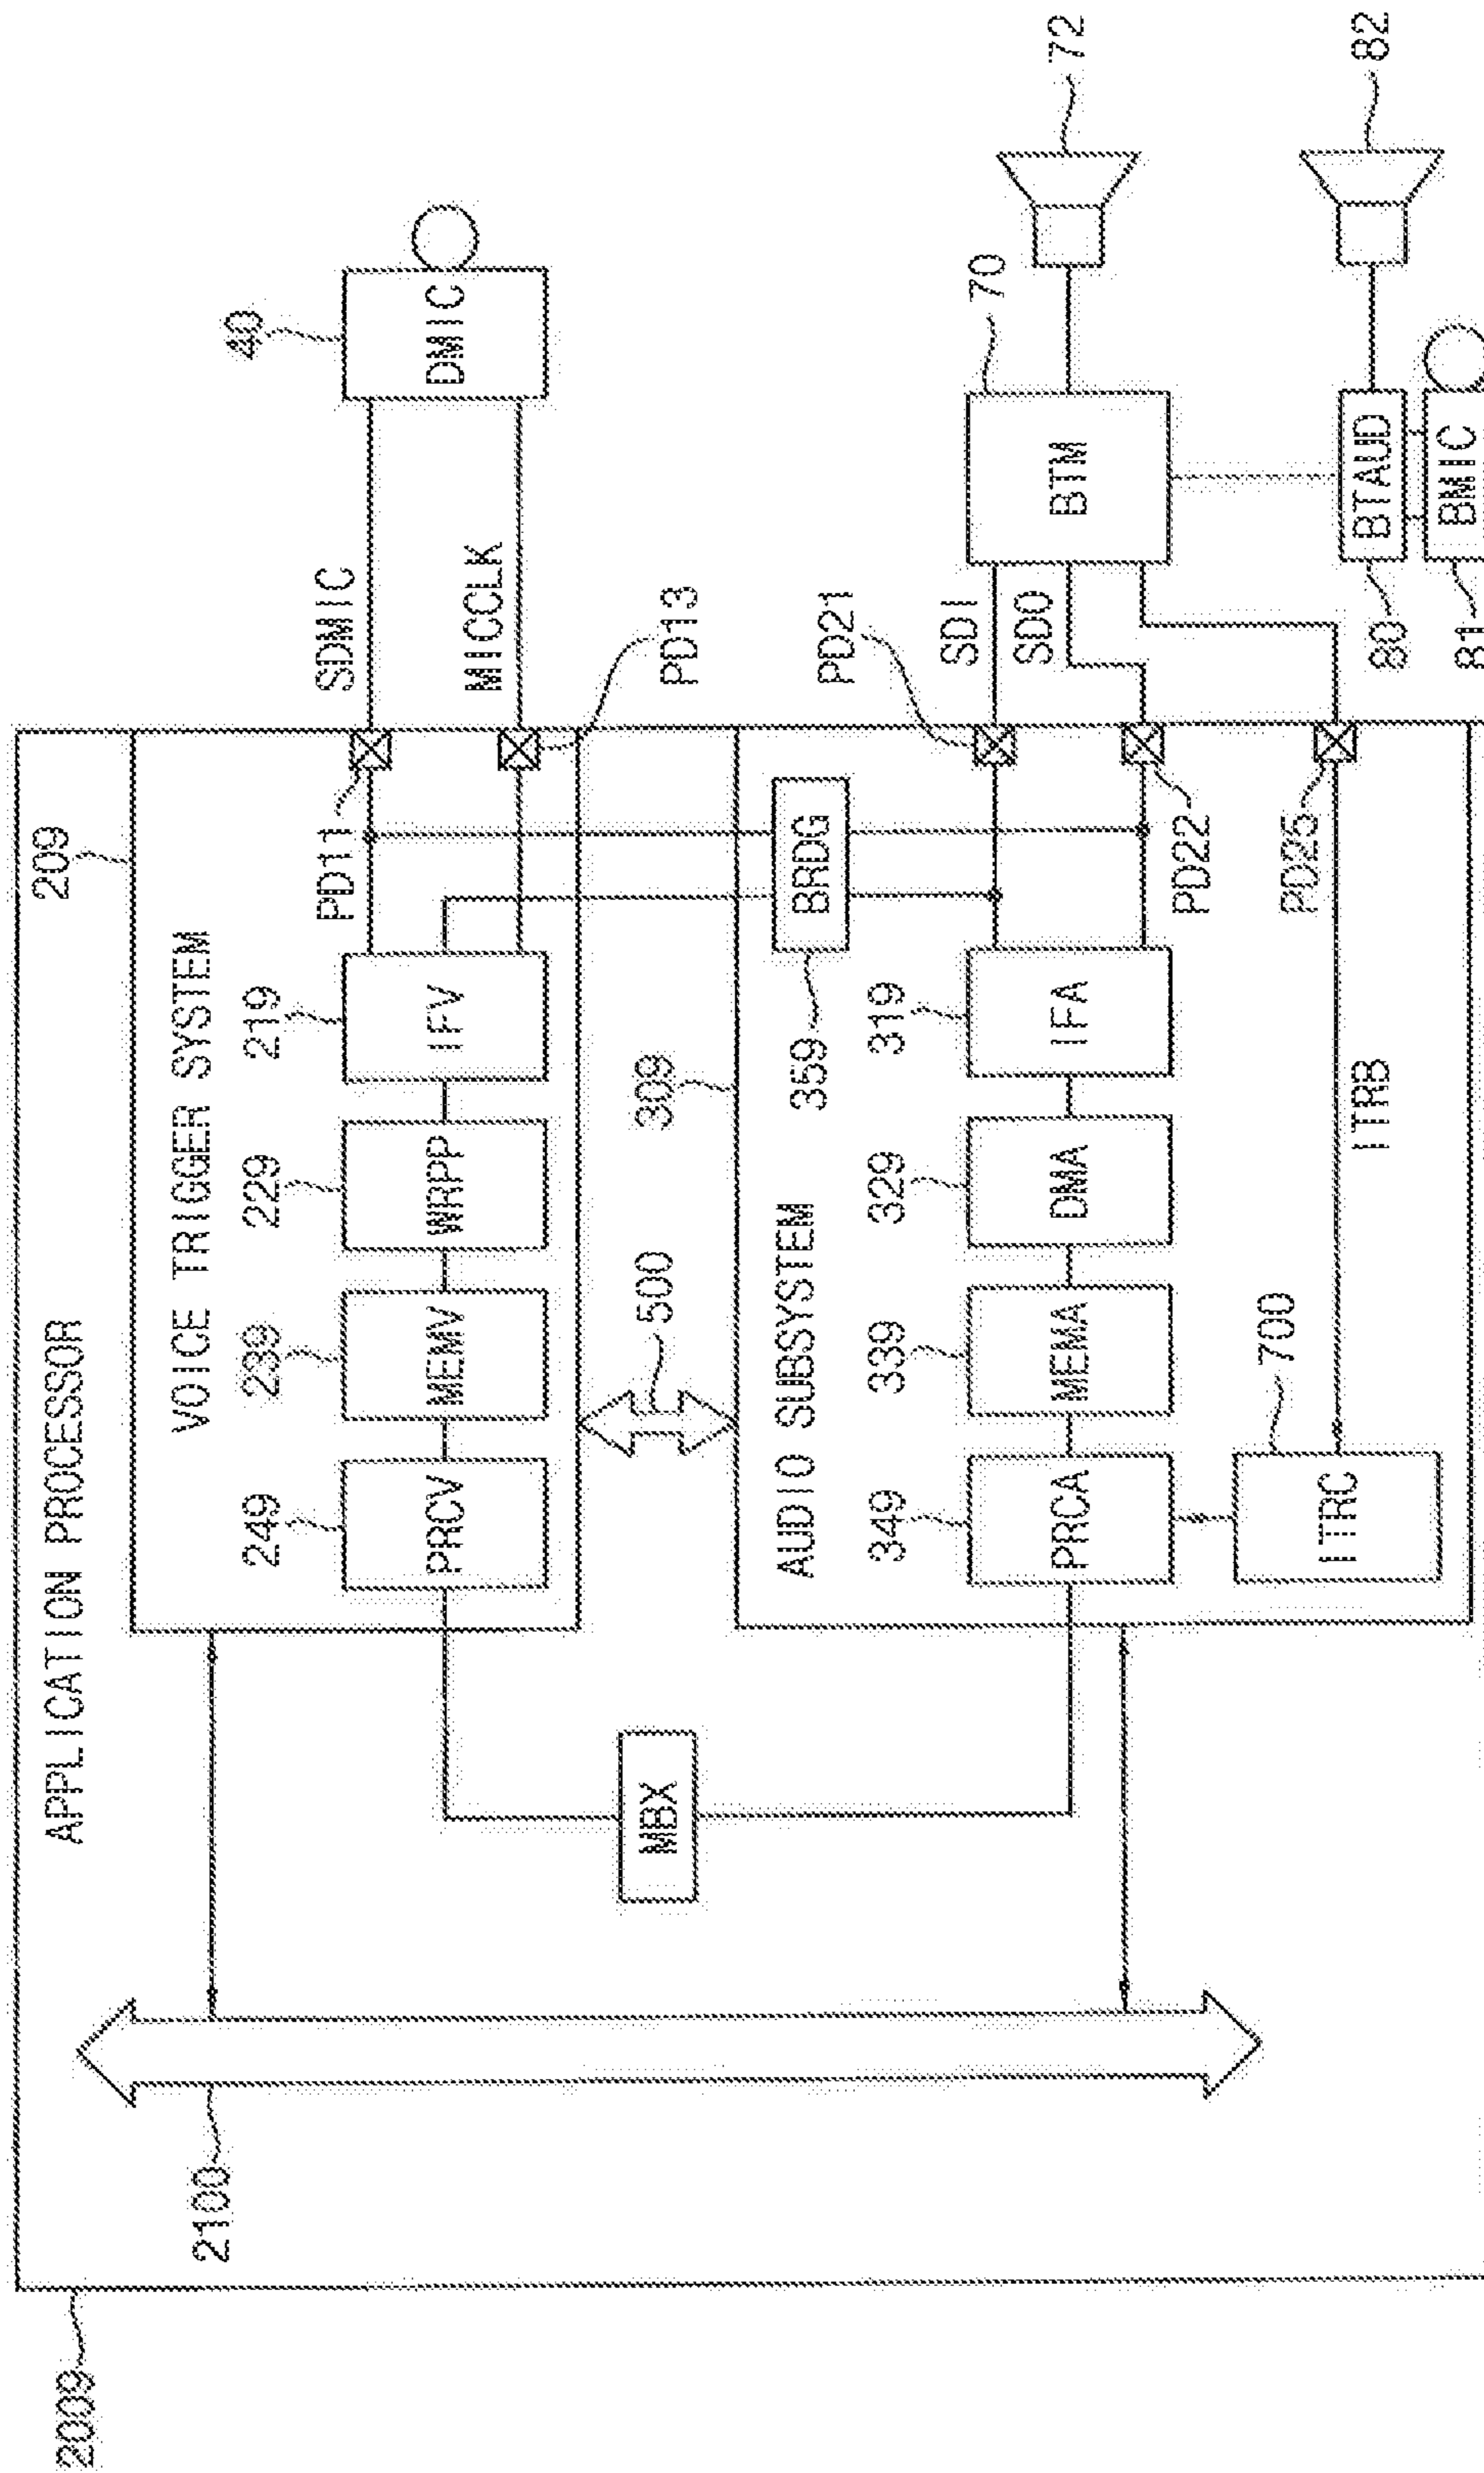 2009
APPLICATION PROCESSOR
2100
209
VOICE TRIGGER SYSTEM
249
239
229
219
PRCV
MEMV
WRPP
IFV
PD11
SDMIC
MICCLK
PD13
40
DMIC
MBX
500
309
AUDIO SUBSYSTEM
359
BRDG
349
339
329
319
PRCA
MEMA
DMA
IFA
PD21
SDI
SDO
PD22
70
BTM
72
700
ITRC
ITRB
PD25
80
BTAUD
81
BMIC
82